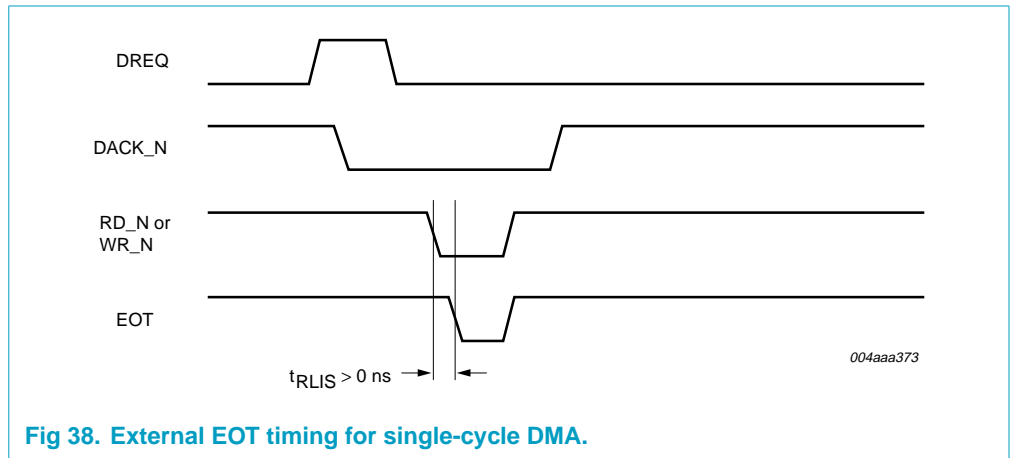 DREQ
DACK_N
RD_N or
WR_N
EOT
tRLIS > 0 ns
004aaa373
Fig 38. External EOT timing for single-cycle DMA.